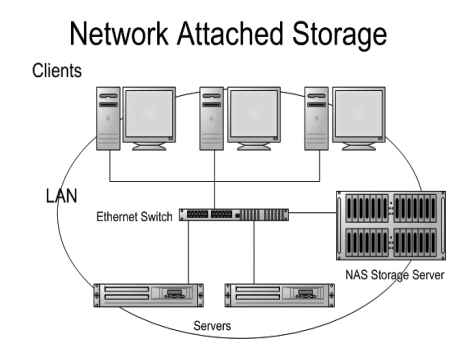 Network Attached Storage
Clients
LAN
Ethernet Switch
NAS Storage Server
Servers